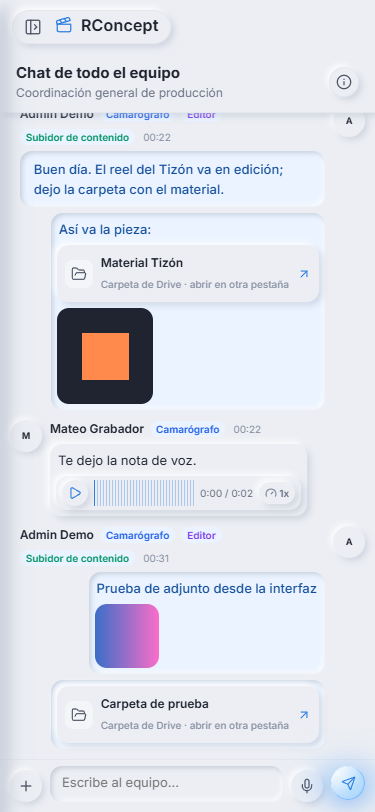 RConcept
Chat de todo el equipo
Coordinación general de producción
Admin Demo Camarógrafo Editor
A
Subidor de contenido 00:22
Buen día. El reel del Tizón va en edición;
dejo la carpeta con el material.
Así va la pieza:
Material Tizón
Carpeta de Drive · abrir en otra pestaña
Mateo Grabador Camarógrafo 00:22
M
Te dejo la nota de voz.
0:00 / 0:02 1x
Admin Demo Camarógrafo Editor
A
Subidor de contenido 00:31
Prueba de adjunto desde la interfaz
Carpeta de prueba
Carpeta de Drive · abrir en otra pestaña
Escribe al equipo...